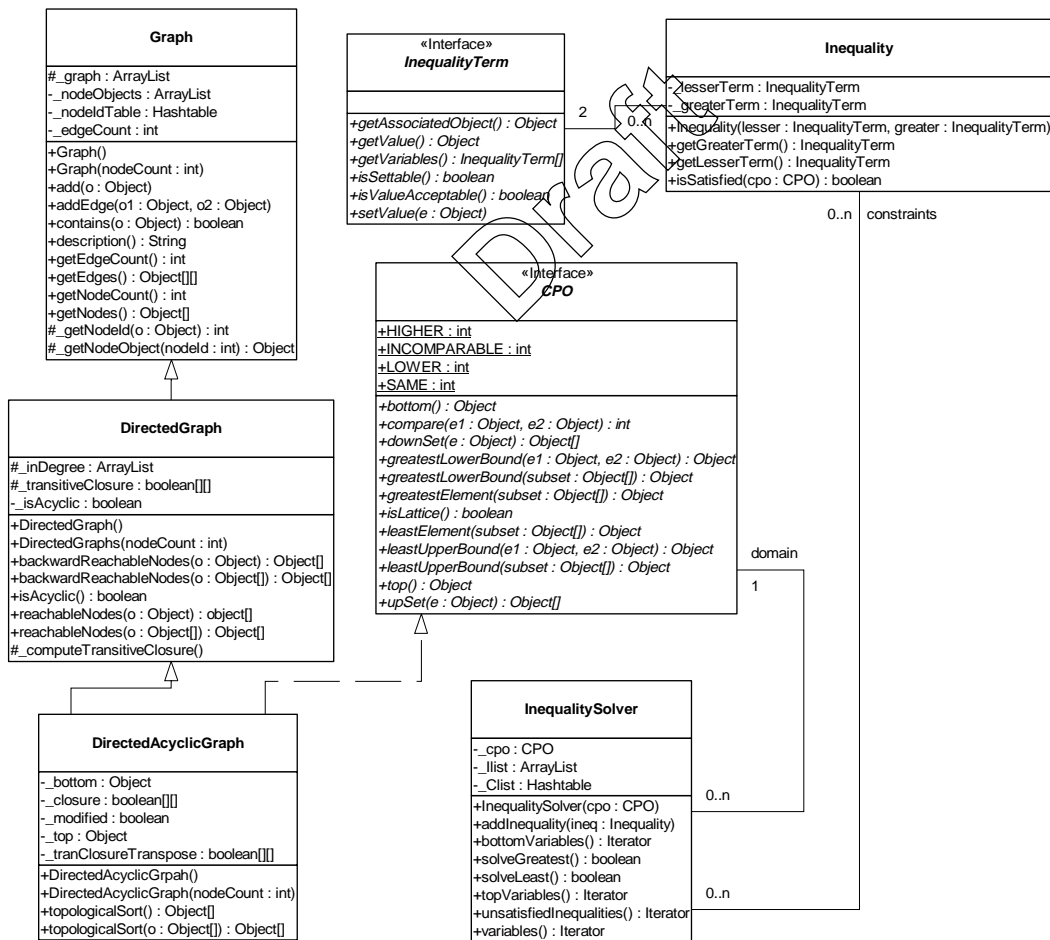 Graph
#_graph : ArrayList
-_nodeObjects : ArrayList
-_nodeIdTable : Hashtable
-_edgeCount : int
+Graph()
+Graph(nodeCount : int)
+add(o : Object)
+addEdge(o1 : Object, o2 : Object)
+contains(o : Object) : boolean
+description() : String
+getEdgeCount() : int
+getEdges() : Object[][]
+getNodeCount() : int
+getNodes() : Object[]
#_getNodeId(o : Object) : int
#_getNodeObject(nodeId : int) : Object
«Interface»
InequalityTerm
+getAssociatedObject() : Object
+getValue() : Object
+getVariables() : InequalityTerm[]
+isSettable() : boolean
+isValueAcceptable() : boolean
+setValue(e : Object)
2
0..n
Inequality
-_lesserTerm : InequalityTerm
-_greaterTerm : InequalityTerm
+Inequality(lesser : InequalityTerm, greater : InequalityTerm)
+getGreaterTerm() : InequalityTerm
+getLesserTerm() : InequalityTerm
+isSatisfied(cpo : CPO) : boolean
0..n constraints
Draft
«Interface»
CPO
+HIGHER : int
+INCOMPARABLE : int
+LOWER : int
+SAME : int
+bottom() : Object
+compare(e1 : Object, e2 : Object) : int
+downSet(e : Object) : Object[]
+greatestLowerBound(e1 : Object, e2 : Object) : Object
+greatestLowerBound(subset : Object[]) : Object
+greatestElement(subset : Object[]) : Object
+isLattice() : boolean
+leastElement(subset : Object[]) : Object
+leastUpperBound(e1 : Object, e2 : Object) : Object
+leastUpperBound(subset : Object[]) : Object
+top() : Object
+upSet(e : Object) : Object[]
domain
1
DirectedGraph
#_inDegree : ArrayList
#_transitiveClosure : boolean[][]
-_isAcyclic : boolean
+DirectedGraph()
+DirectedGraphs(nodeCount : int)
+backwardReachableNodes(o : Object) : Object[]
+backwardReachableNodes(o : Object[]) : Object[]
+isAcyclic() : boolean
+reachableNodes(o : Object) : object[]
+reachableNodes(o : Object[]) : Object[]
#_computeTransitiveClosure()
DirectedAcyclicGraph
-_bottom : Object
-_closure : boolean[][]
-_modified : boolean
-_top : Object
-_tranClosureTranspose : boolean[][]
+DirectedAcyclicGrpah()
+DirectedAcyclicGraph(nodeCount : int)
+topologicalSort() : Object[]
+topologicalSort(o : Object[]) : Object[]
InequalitySolver
-_cpo : CPO
-_Ilist : ArrayList
-_Clist : Hashtable
+InequalitySolver(cpo : CPO)
+addInequality(ineq : Inequality)
+bottomVariables() : Iterator
+solveGreatest() : boolean
+solveLeast() : boolean
+topVariables() : Iterator
+unsatisfiedInequalities() : Iterator
+variables() : Iterator
0..n
0..n